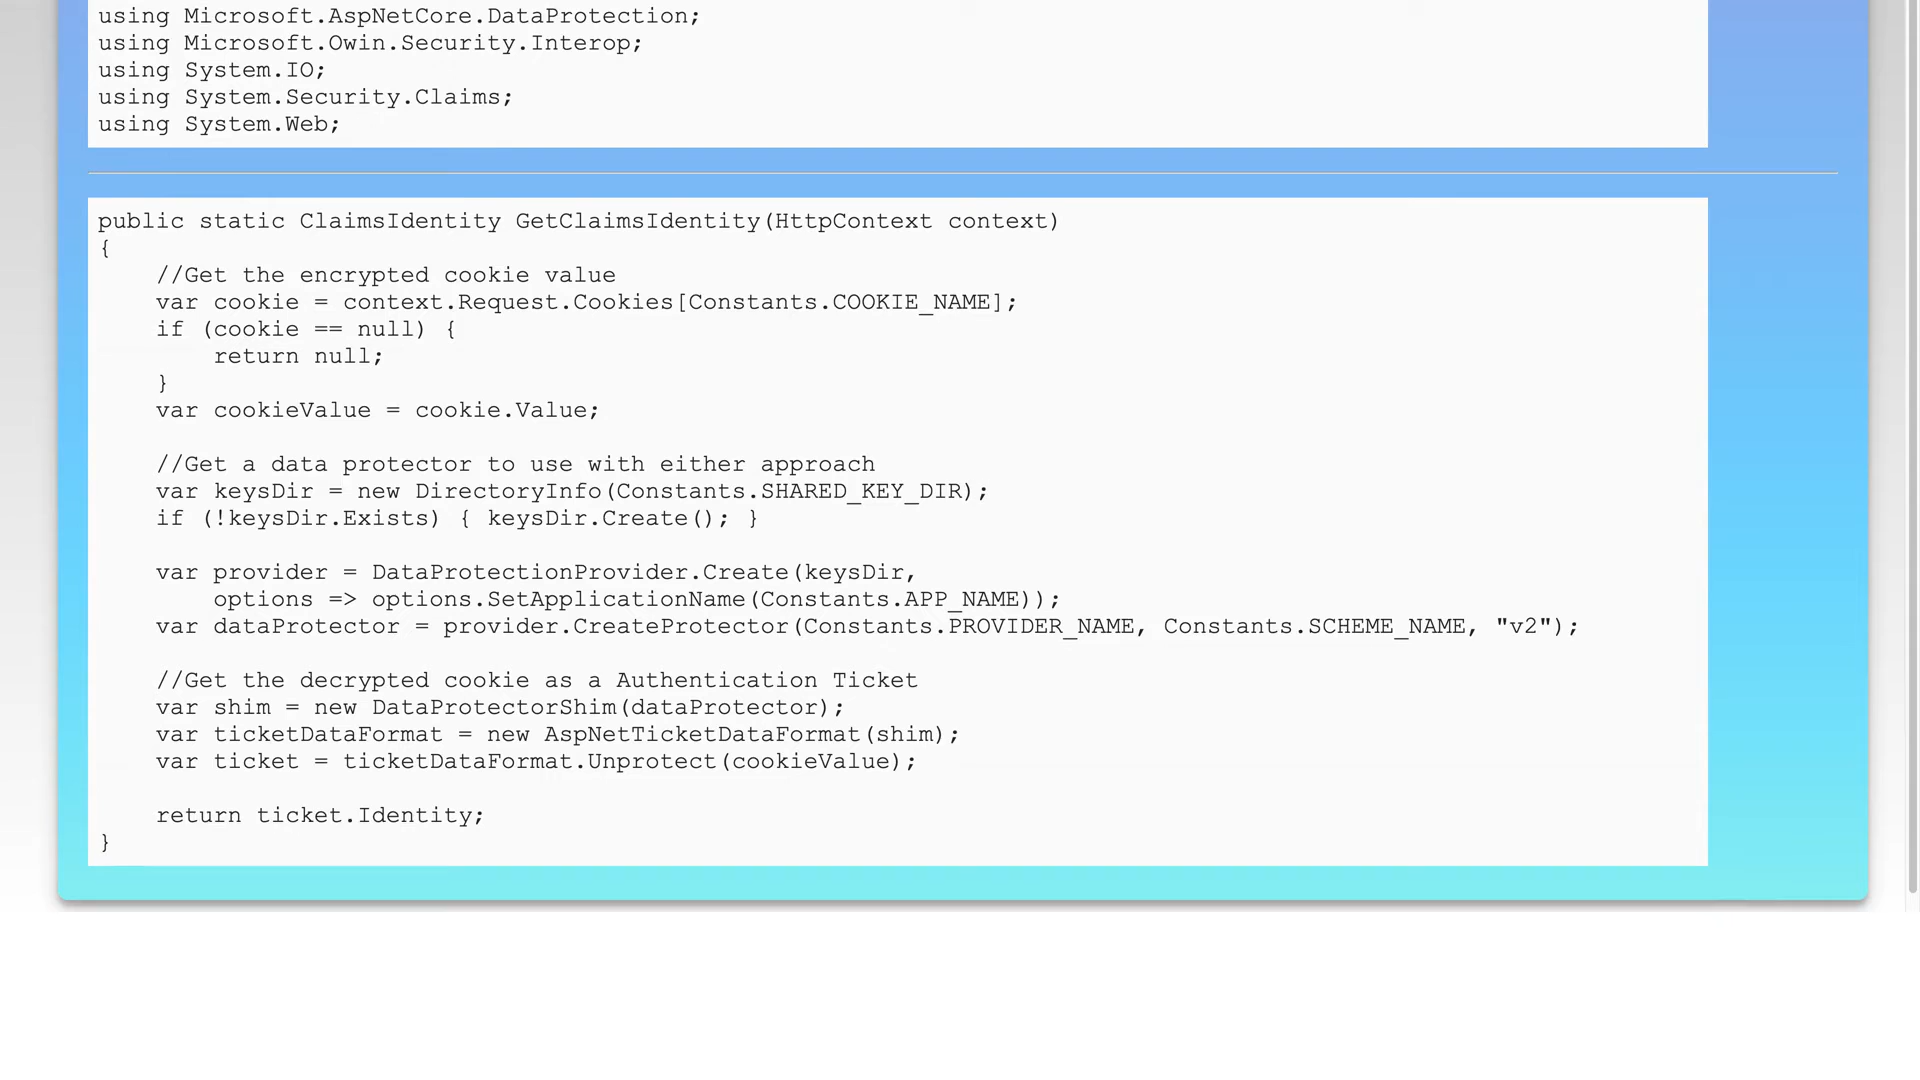 using Microsoft.AspNetCore.DataProtection;
using Microsoft.Owin.Security.Interop;
using System.IO;
using System.Security.Claims;
using System.Web;
public static ClaimsIdentity GetClaimsIdentity(HttpContext context)
{
    //Get the encrypted cookie value
    var cookie = context.Request.Cookies[Constants.COOKIE_NAME];
    if (cookie == null) {
        return null;
    }
    var cookieValue = cookie.Value;
    //Get a data protector to use with either approach
    var keysDir = new DirectoryInfo(Constants.SHARED_KEY_DIR);
    if (!keysDir.Exists) { keysDir.Create(); }
    var provider = DataProtectionProvider.Create(keysDir,
        options => options.SetApplicationName(Constants.APP_NAME));
    var dataProtector = provider.CreateProtector(Constants.PROVIDER_NAME, Constants.SCHEME_NAME, "v2");
    //Get the decrypted cookie as a Authentication Ticket
    var shim = new DataProtectorShim(dataProtector);
    var ticketDataFormat = new AspNetTicketDataFormat(shim);
    var ticket = ticketDataFormat.Unprotect(cookieValue);
    return ticket.Identity;
}